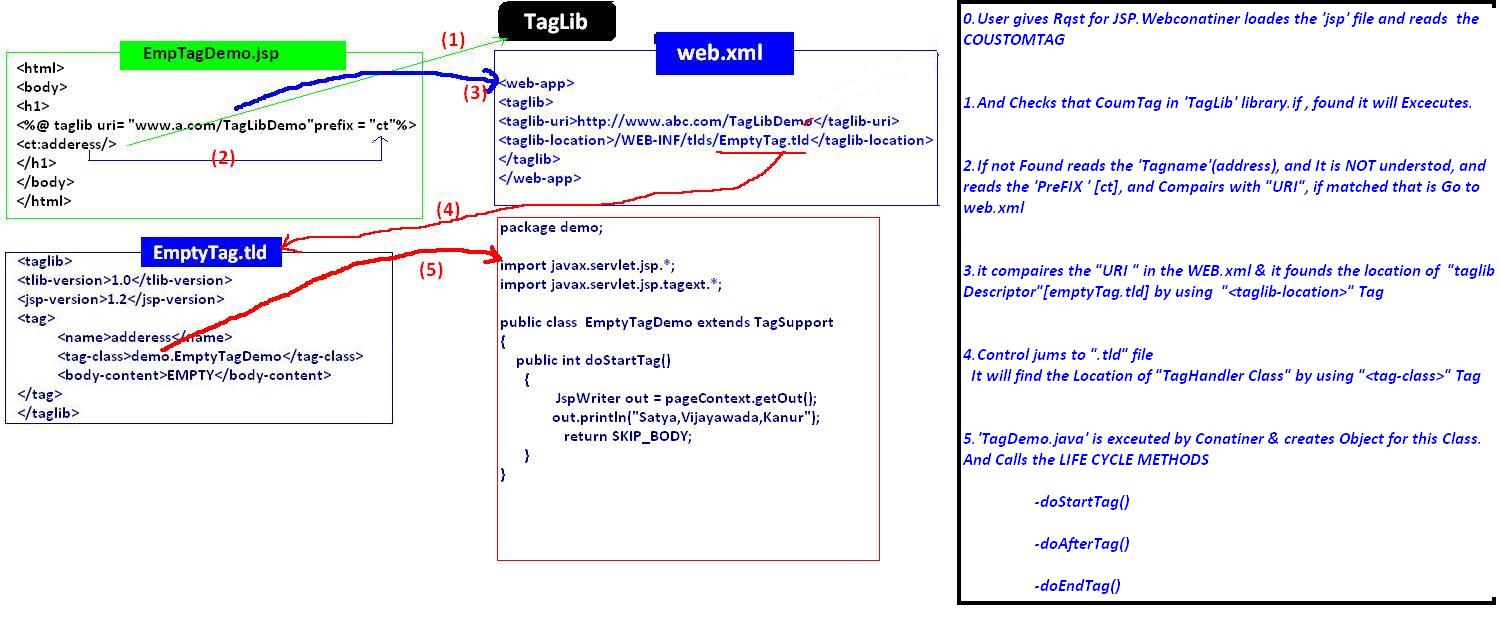 TagLib
(1)
EmpTagDemo.jsp
<html>
<body>
<h1>
<%@ taglib uri= "www.a.com/TagLibDemo"prefix = "ct"%>
<ct:adderess/>
(2)
</h1>
</body>
</html>
web.xml
(3)
<web-app>
<taglib>
<taglib-uri>http://www.abc.com/TagLibDemo</taglib-uri>
<taglib-location>/WEB-INF/tlds/EmptyTag.tld</taglib-location>
</taglib>
</web-app>
(4)
EmptyTag.tld
<taglib>
<tlib-version>1.0</tlib-version>
<jsp-version>1.2</jsp-version>
<tag>
<name>adderess</name>
<tag-class>demo.EmptyTagDemo</tag-class>
<body-content>EMPTY</body-content>
</tag>
</taglib>
(5)
package demo;
import javax.servlet.jsp.*;
import javax.servlet.jsp.tagext.*;
public class EmptyTagDemo extends TagSupport
{
public int doStartTag()
{
JspWriter out = pageContext.getOut();
out.println("Satya,Vijayawada,Kanur");
return SKIP_BODY;
}
}
0.User gives Rqst for JSP.Webconatiner loades the 'jsp' file and reads the
COUSTOMTAG
1.And Checks that CoumTag in 'TagLib' library.if , found it will Excecutes.
2.If not Found reads the 'Tagname'(address), and It is NOT understod, and
reads the 'PreFIX ' [ct], and Compairs with "URI", if matched that is Go to
web.xml
3.it compaires the "URI " in the WEB.xml & it founds the location of "taglib
Descriptor"[emptyTag.tld] by using "<taglib-location>" Tag
4.Control jums to ".tld" file
It will find the Location of "TagHandler Class" by using "<tag-class>" Tag
5.'TagDemo.java' is exceuted by Conatiner & creates Object for this Class.
And Calls the LIFE CYCLE METHODS
-doStartTag()
-doAfterTag()
-doEndTag()